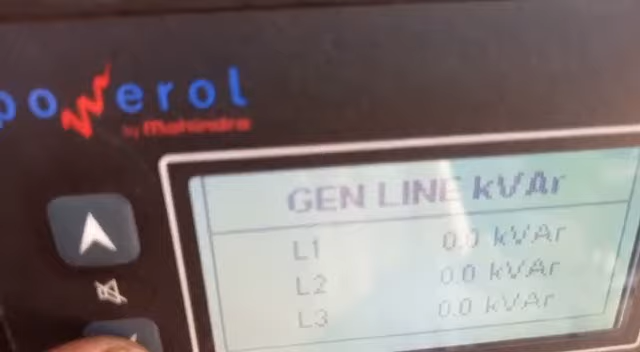 powerol
by Mahindra
GEN LINE kVAr
L1 0.0 kVAr
L2 0.0 kVAr
L3 0.0 kVAr